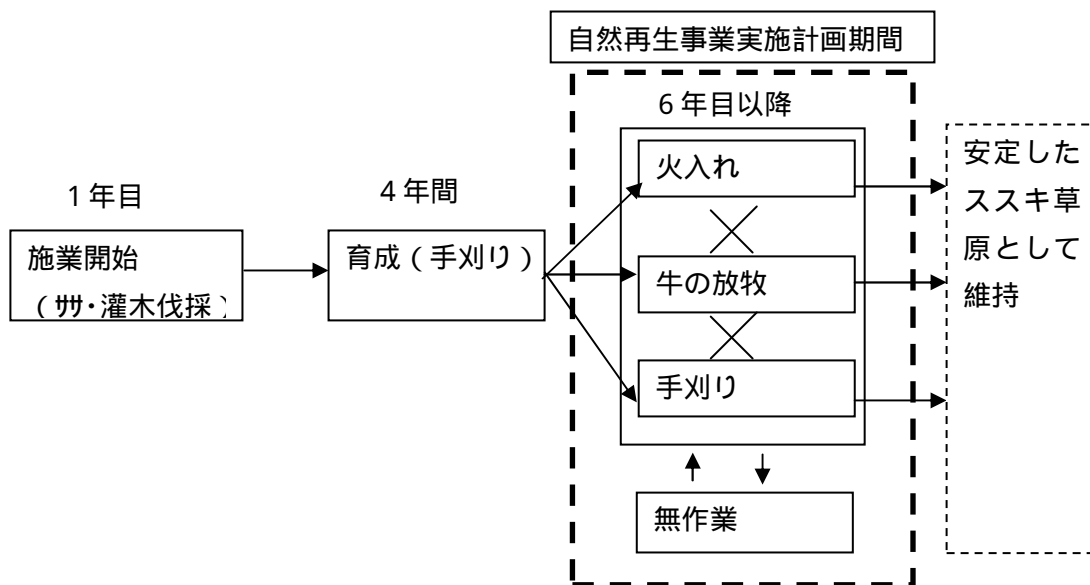 自然再生事業実施計画期間
6年目以降
1年目
4年間
施業開始
(ササ・灌木伐採)
育成(手刈り)
火入れ
牛の放牧
手刈り
無作業
安定した
ススキ草
原として
維持